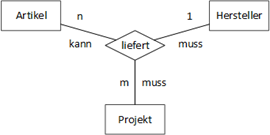 Artikel
n
1
Hersteller
kann
liefert
muss
m
muss
Projekt